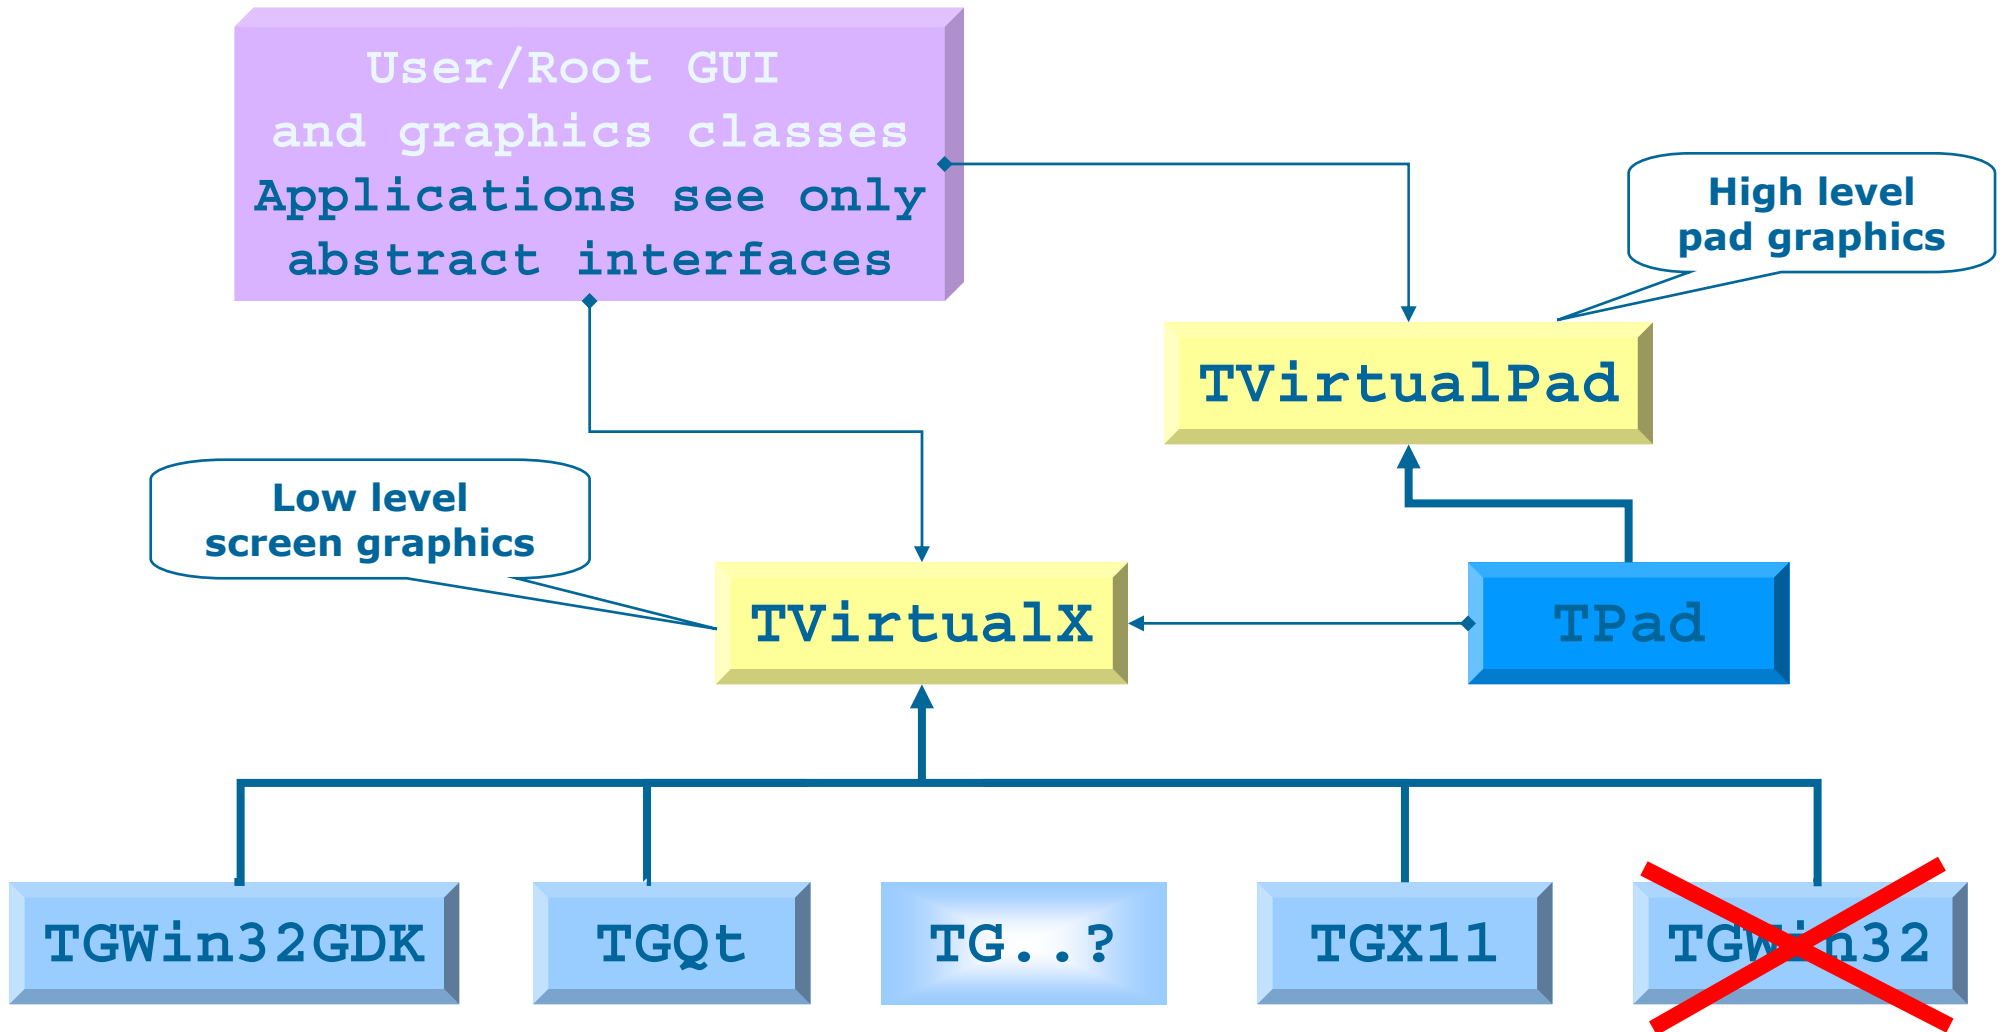 User/Root GUI
and graphics classes
Applications see only
abstract interfaces
High level
pad graphics
TVirtualPad
Low level
screen graphics
TVirtualX
TPad
TGWin32GDK
TGQt
TG..?
TGX11
TGWin32